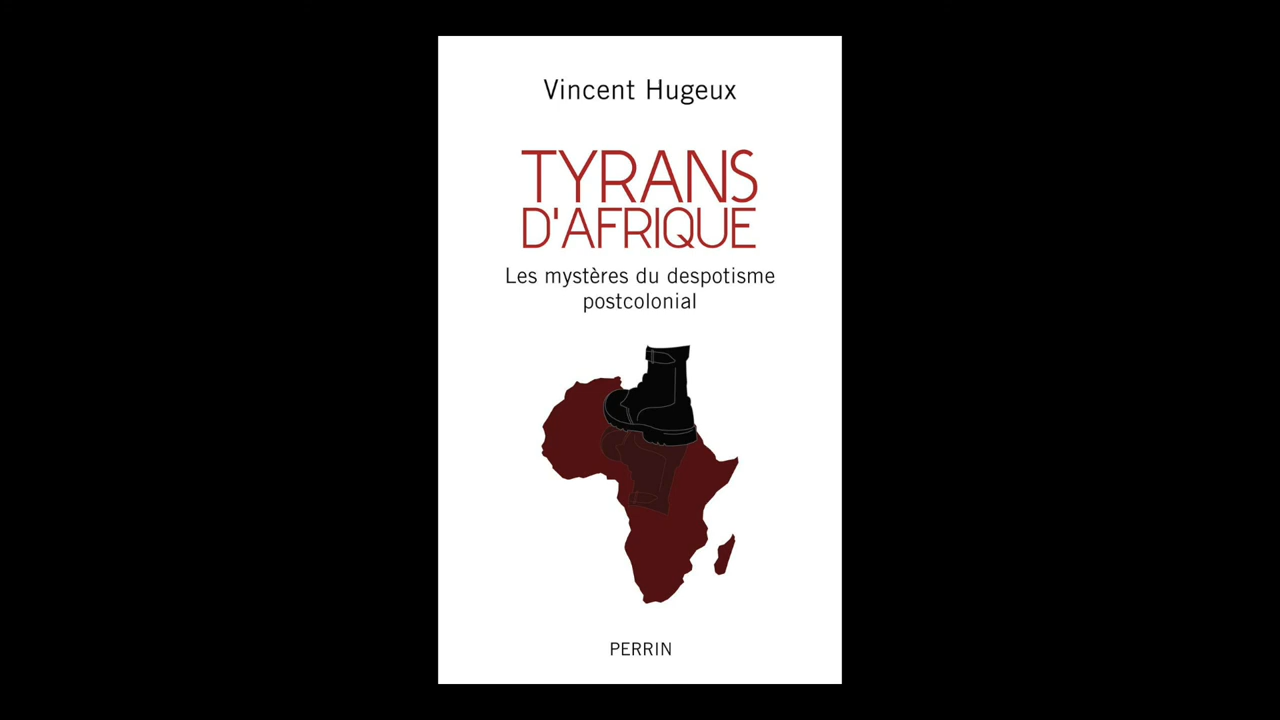 Vincent Hugeux
TYRANS
D'AFRIQUE
Les mystères du despotisme
postcolonial
PERRIN